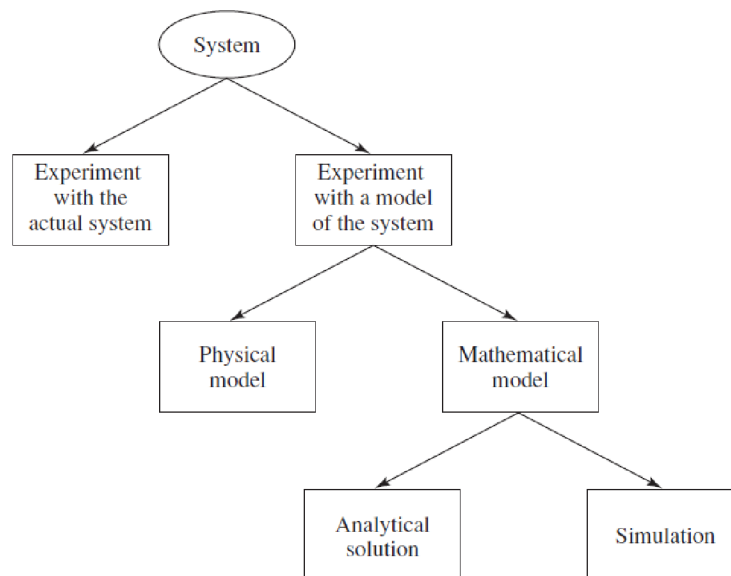 System
Experiment
with the
actual system
Experiment
with a model
of the system
Physical
model
Mathematical
model
Analytical
solution
Simulation